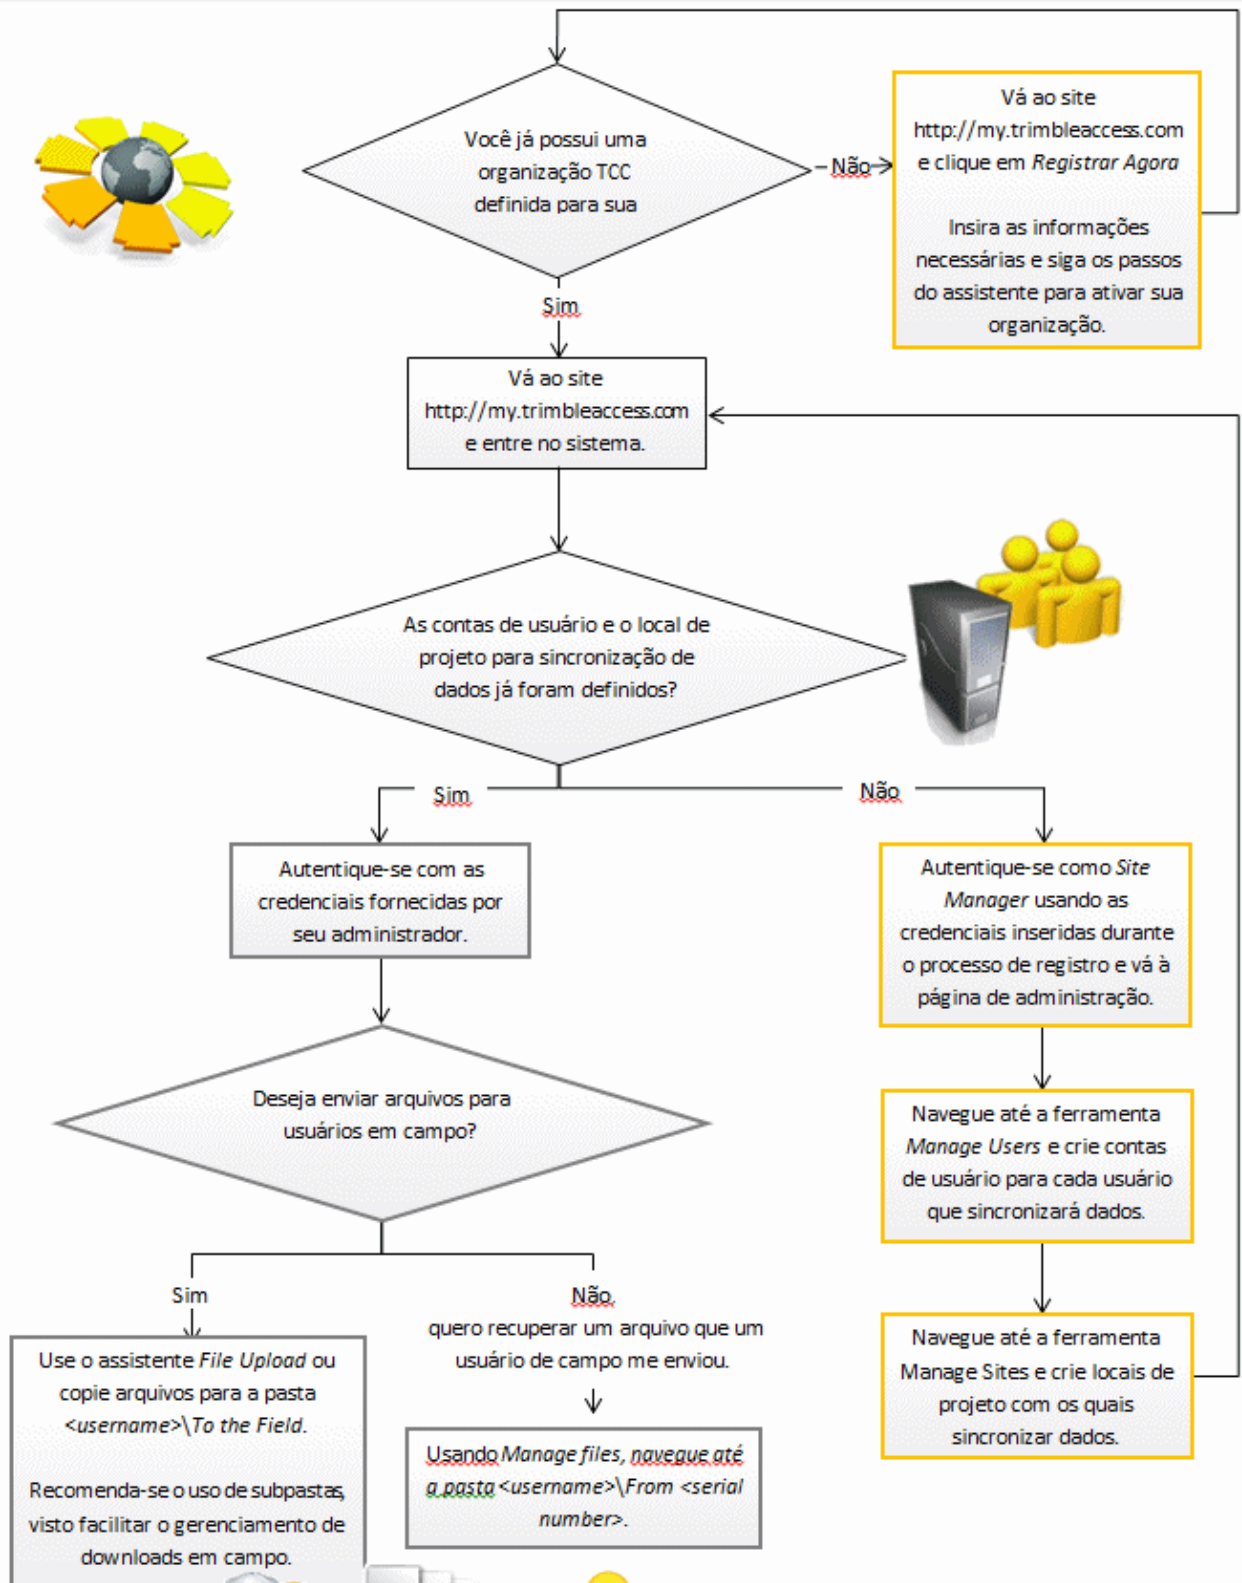 Você já possui uma
organização TCC
definida para sua
Não
Vá ao site
http://my.trimbleaccess.com
e clique em Registrar Agora
Insira as informações
necessárias e siga os passos
do assistente para ativar sua
organização.
Sim
Vá ao site
http://my.trimbleaccess.com
e entre no sistema.
As contas de usuário e o local de
projeto para sincronização de
dados já foram definidos?
Sim
Não
Autentique-se com as
credenciais fornecidas por
seu administrador.
Autentique-se como Site
Manager usando as
credenciais inseridas durante
o processo de registro e vá à
página de administração.
Deseja enviar arquivos para
usuários em campo?
Navegue até a ferramenta
Manage Users e crie contas
de usuário para cada usuário
que sincronizará dados.
Sim
Não,
quero recuperar um arquivo que um
usuário de campo me enviou.
Navegue até a ferramenta
Manage Sites e crie locais de
projeto com os quais
sincronizar dados.
Use o assistente File Upload ou
copie arquivos para a pasta
<username>\To the Field.
Recomenda-se o uso de subpastas,
visto facilitar o gerenciamento de
downloads em campo.
Usando Manage files, navegue até
a pasta <username>\From <serial
number>.